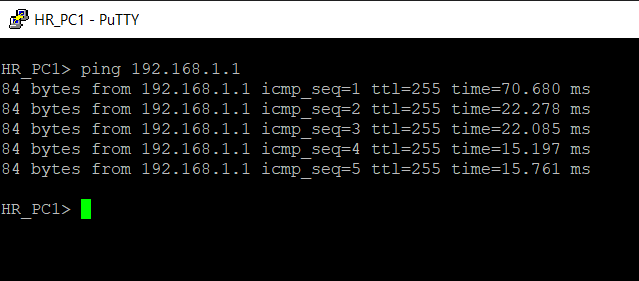 HR_PC1 - PuTTY
HR_PC1> ping 192.168.1.1
84 bytes from 192.168.1.1 icmp_seq=1 ttl=255 time=70.680 ms
84 bytes from 192.168.1.1 icmp_seq=2 ttl=255 time=22.278 ms
84 bytes from 192.168.1.1 icmp_seq=3 ttl=255 time=22.085 ms
84 bytes from 192.168.1.1 icmp_seq=4 ttl=255 time=15.197 ms
84 bytes from 192.168.1.1 icmp_seq=5 ttl=255 time=15.761 ms
HR_PC1>